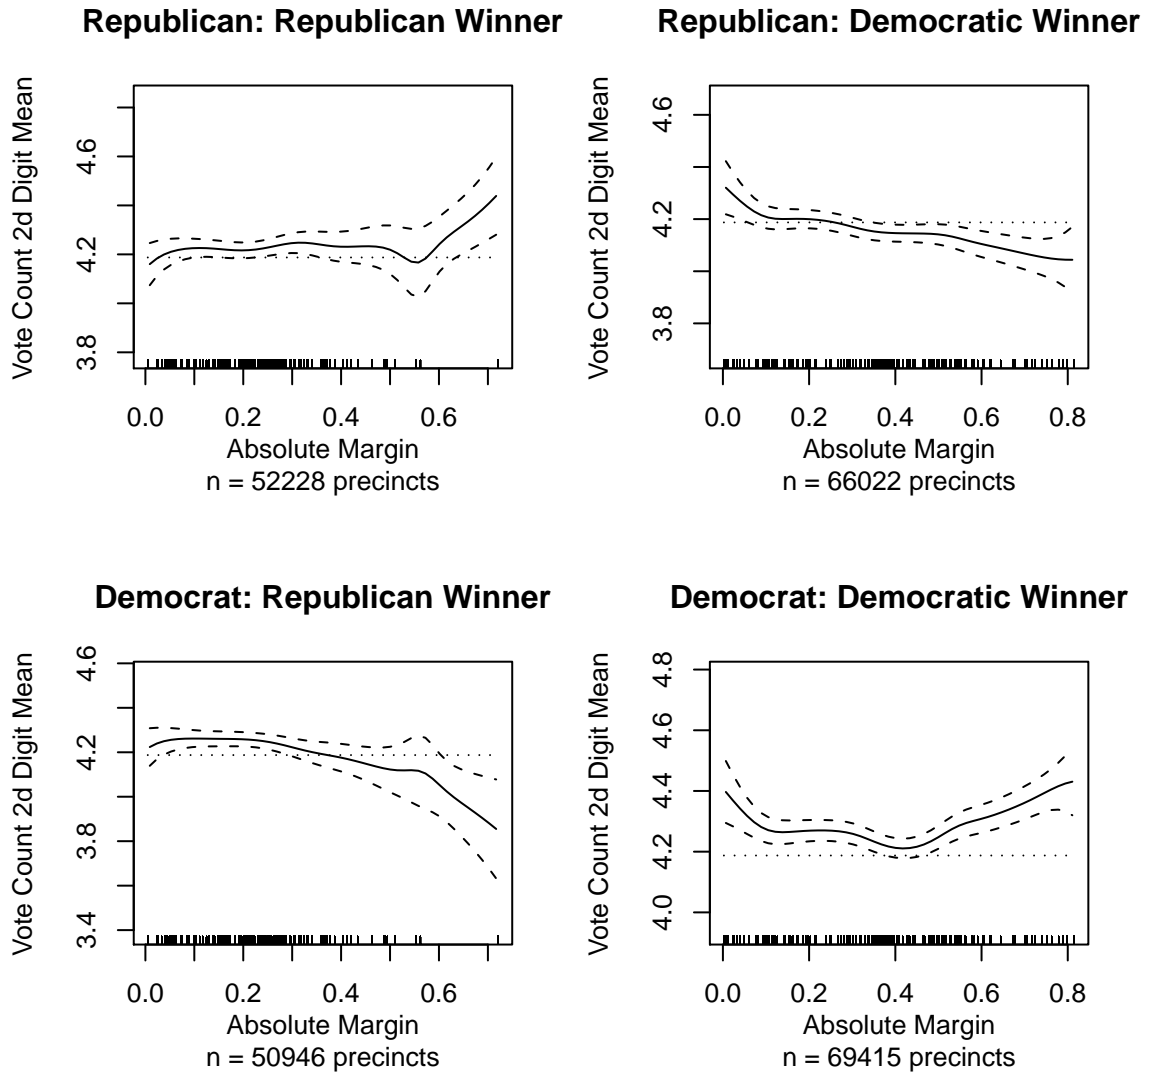 Republican: Republican Winner
Vote Count 2d Digit Mean
3.8 4.2 4.6
0.0 0.2 0.4 0.6
Absolute Margin
n = 52228 precincts
Republican: Democratic Winner
Vote Count 2d Digit Mean
3.8 4.2 4.6
0.0 0.2 0.4 0.6 0.8
Absolute Margin
n = 66022 precincts
Democrat: Republican Winner
Vote Count 2d Digit Mean
3.4 3.8 4.2 4.6
0.0 0.2 0.4 0.6
Absolute Margin
n = 50946 precincts
Democrat: Democratic Winner
Vote Count 2d Digit Mean
4.0 4.2 4.4 4.6 4.8
0.0 0.2 0.4 0.6 0.8
Absolute Margin
n = 69415 precincts